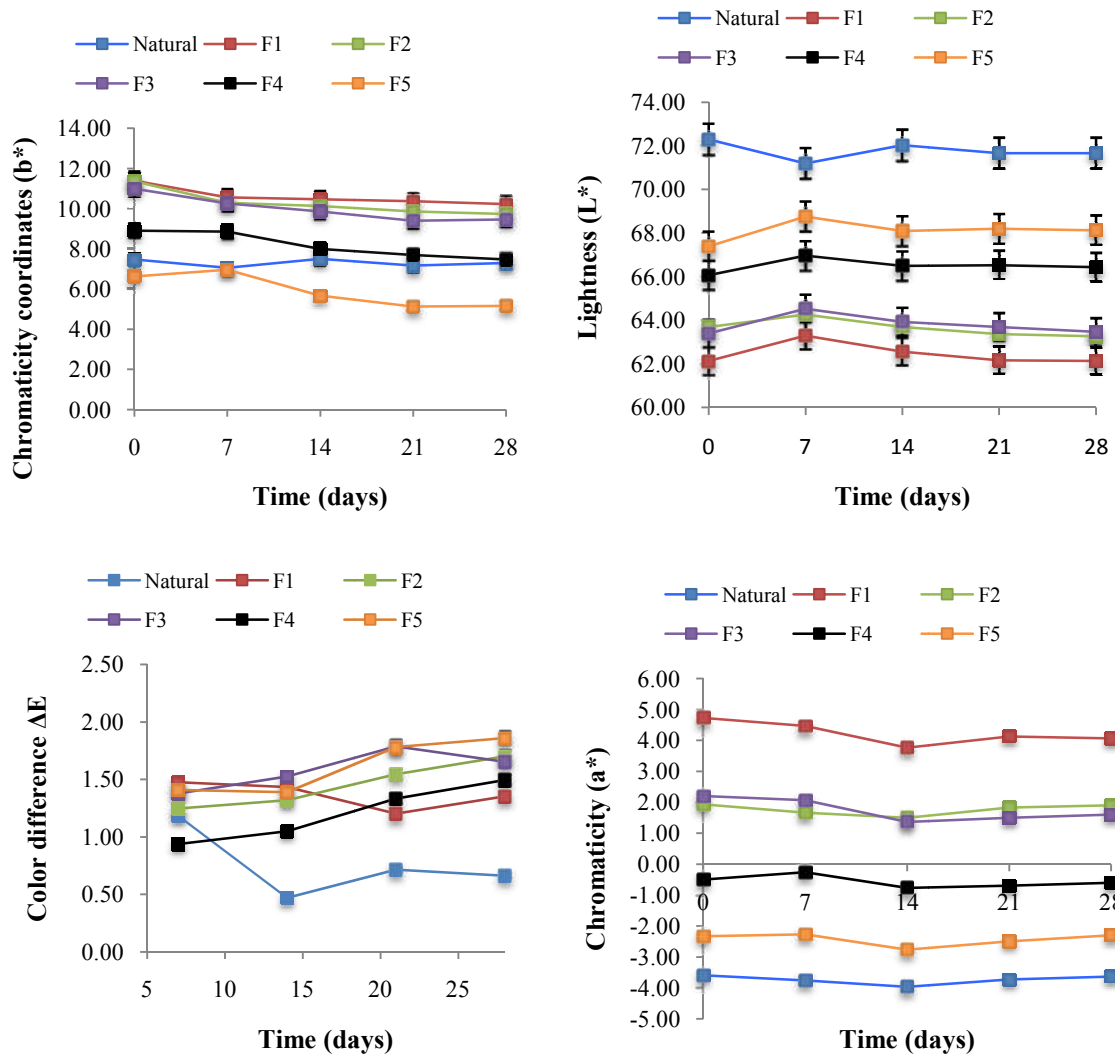 Natural F1 F2
F3 F4 F5
Chromaticity coordinates (b*)
14.00
12.00
10.00
8.00
6.00
4.00
2.00
0.00
0 7 14 21 28
Time (days)
Natural F1 F2
F3 F4 F5
Lightness (L*)
74.00
72.00
70.00
68.00
66.00
64.00
62.00
60.00
0 7 14 21 28
Time (days)
Natural F1 F2
F3 F4 F5
Color difference ΔE
2.50
2.00
1.50
1.00
0.50
0.00
5 10 15 20 25
Time (days)
Natural F1 F2
F3 F4 F5
Chromaticity (a*)
6.00
5.00
4.00
3.00
2.00
1.00
0.00
-1.00
-2.00
-3.00
-4.00
-5.00
0 7 14 21 28
Time (days)